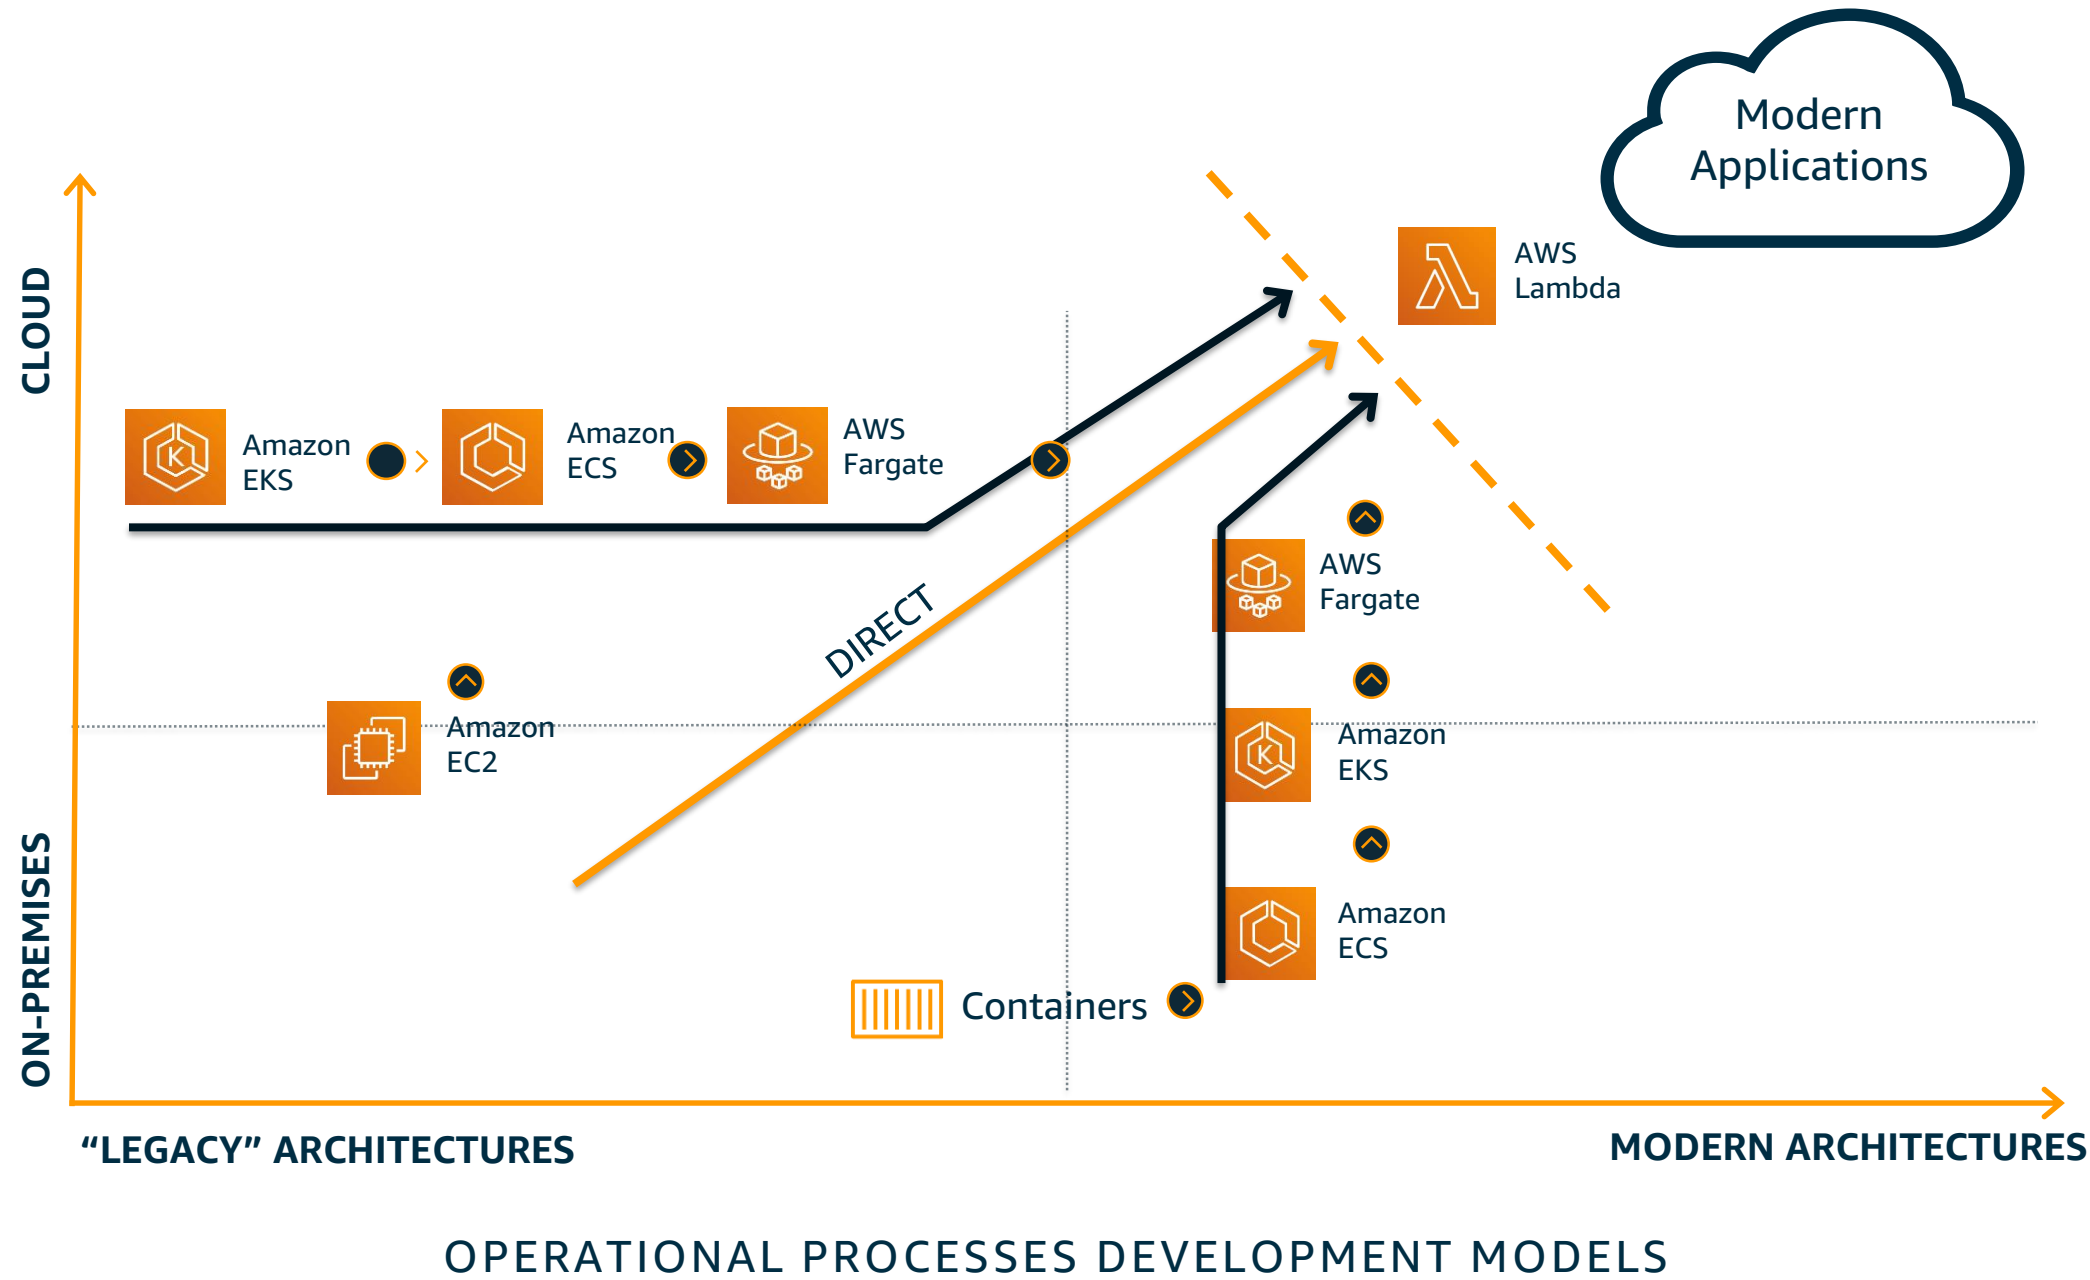 Modern
Applications
AWS
Lambda
CLOUD
Amazon
EKS
Amazon
ECS
AWS
Fargate
AWS
Fargate
DIRECT
Amazon
EC2
Amazon
EKS
Amazon
ECS
Containers
ON-PREMISES
“LEGACY” ARCHITECTURES
MODERN ARCHITECTURES
OPERATIONAL PROCESSES DEVELOPMENT MODELS
K
K